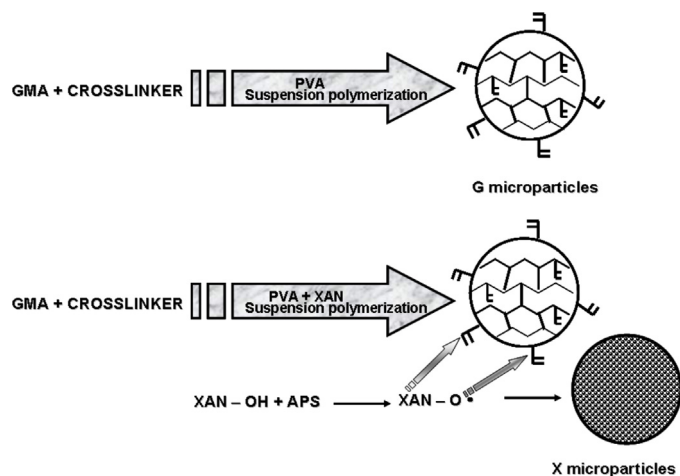 GMA + CROSSLINKER
PVA
Suspension polymerization
G microparticles
GMA + CROSSLINKER
PVA + XAN
Suspension polymerization
XAN – OH + APS
XAN – O •
X microparticles